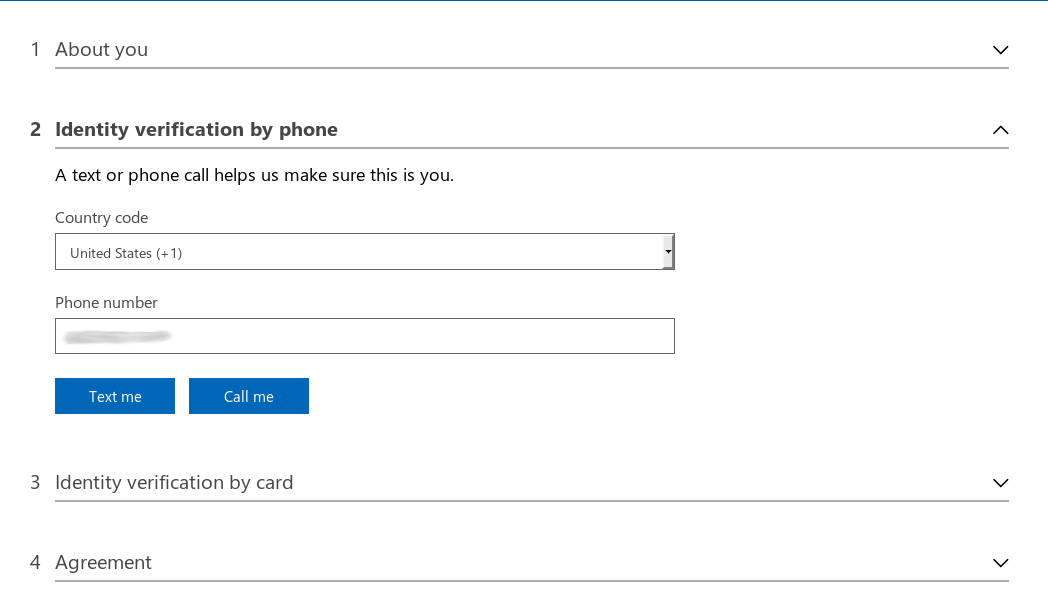 1 About you
2 Identity verification by phone
A text or phone call helps us make sure this is you.
Country code
United States (+1)
Phone number
Text me Call me
3 Identity verification by card
4 Agreement